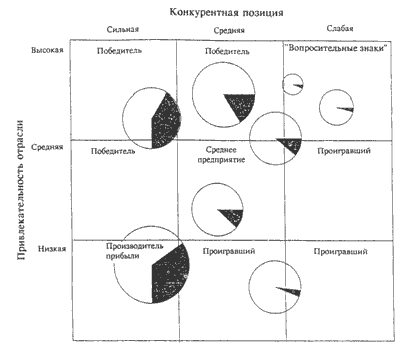 Конкурентная позиция
Сильная Средняя Слабая
Привлекательность отрасли
Высокая
Победитель Победитель "Вопросительные знаки"
Средняя
Победитель Среднее Проигравший
предприятие
Низкая
Производитель Проигравший Проигравший
прибыли